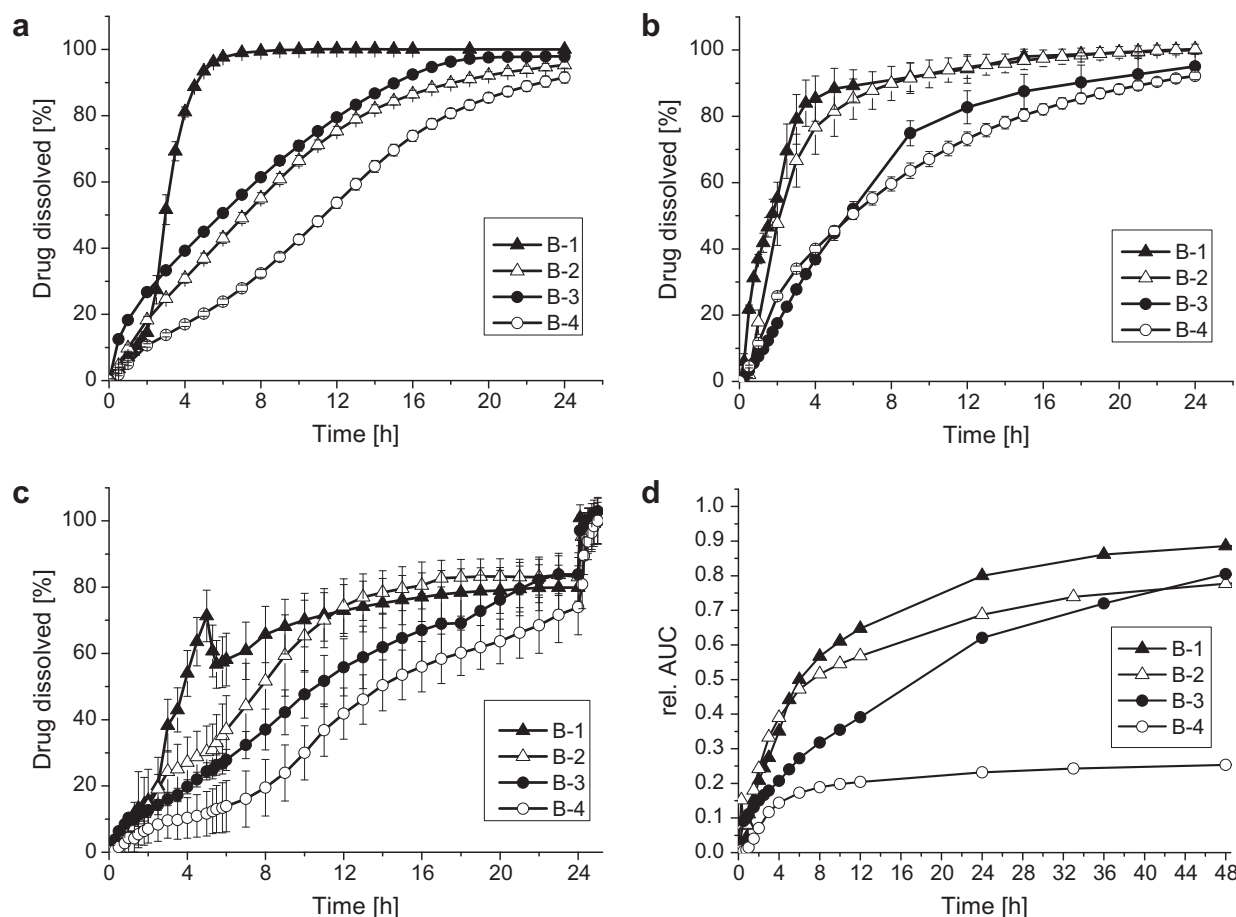 a
Drug dissolved [%]
100
80
60
40
20
0
0 4 8 12 16 20 24
Time [h]
B-1
B-2
B-3
B-4
b
Drug dissolved [%]
100
80
60
40
20
0
0 4 8 12 16 20 24
Time [h]
B-1
B-2
B-3
B-4
c
Drug dissolved [%]
100
80
60
40
20
0
0 4 8 12 16 20 24
Time [h]
B-1
B-2
B-3
B-4
d
rel. AUC
1.0
0.9
0.8
0.7
0.6
0.5
0.4
0.3
0.2
0.1
0.0
0 4 8 12 16 20 24 28 32 36 40 44 48
Time [h]
B-1
B-2
B-3
B-4